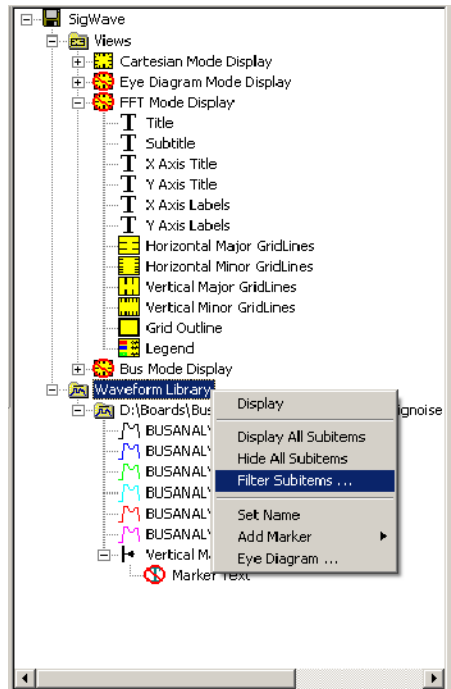 SigWave
Views
Cartesian Mode Display
Eye Diagram Mode Display
FFT Mode Display
T Title
T Subtitle
T X Axis Title
T Y Axis Title
T X Axis Labels
T Y Axis Labels
Horizontal Major GridLines
Horizontal Minor GridLines
Vertical Major GridLines
Vertical Minor GridLines
Grid Outline
Legend
Bus Mode Display
Waveform Library
D:\Boards\Bus ignoise
BUSANALY
BUSANALY
BUSANALY
BUSANALY
BUSANALY
BUSANALY
Vertical Ma
Marker Text
Display
Display All Subitems
Hide All Subitems
Filter Subitems ...
Set Name
Add Marker
Eye Diagram ...